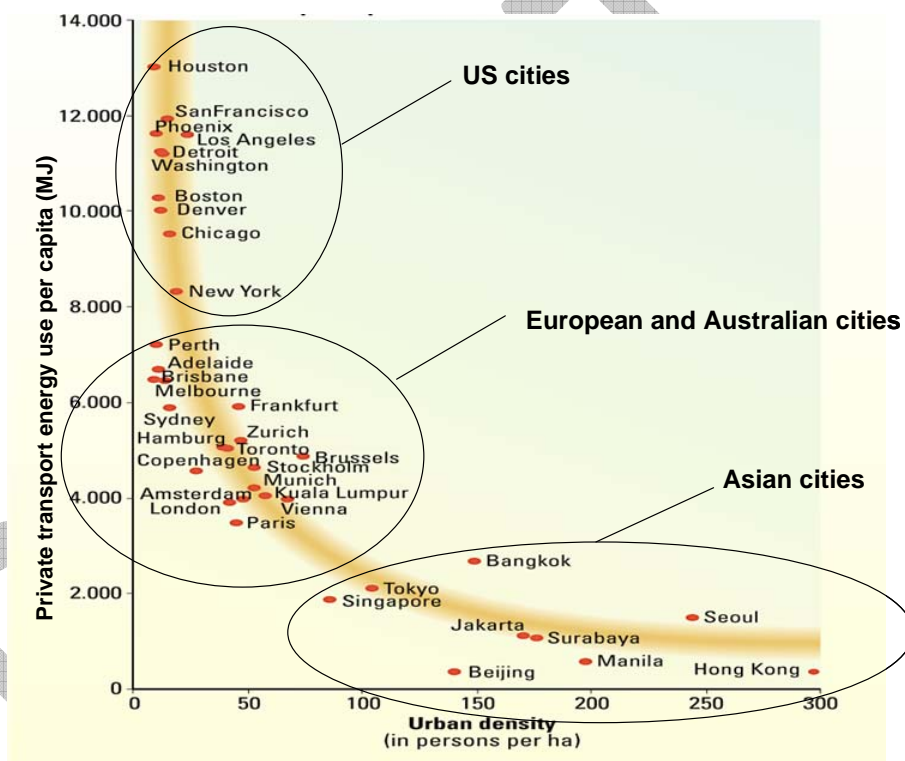 14.000
Houston
US cities
12.000
SanFrancisco
Phoenix
Los Angeles
Detroit
Washington
Boston
10.000
Denver
Chicago
8.000
New York
European and Australian cities
Perth
Adelaide
Brisbane
Melbourne
6.000
Frankfurt
Sydney
Zurich
Hamburg
Toronto
Brussels
Copenhagen
Stockholm
Munich
Asian cities
4.000
Amsterdam
Kuala Lumpur
London
Vienna
Paris
Bangkok
2.000
Tokyo
Singapore
Seoul
Jakarta
Surabaya
Manila
Beijing
Hong Kong
0
0 50 100 150 200 250 300
Urban density
(in persons per ha)
Private transport energy use per capita (MJ)